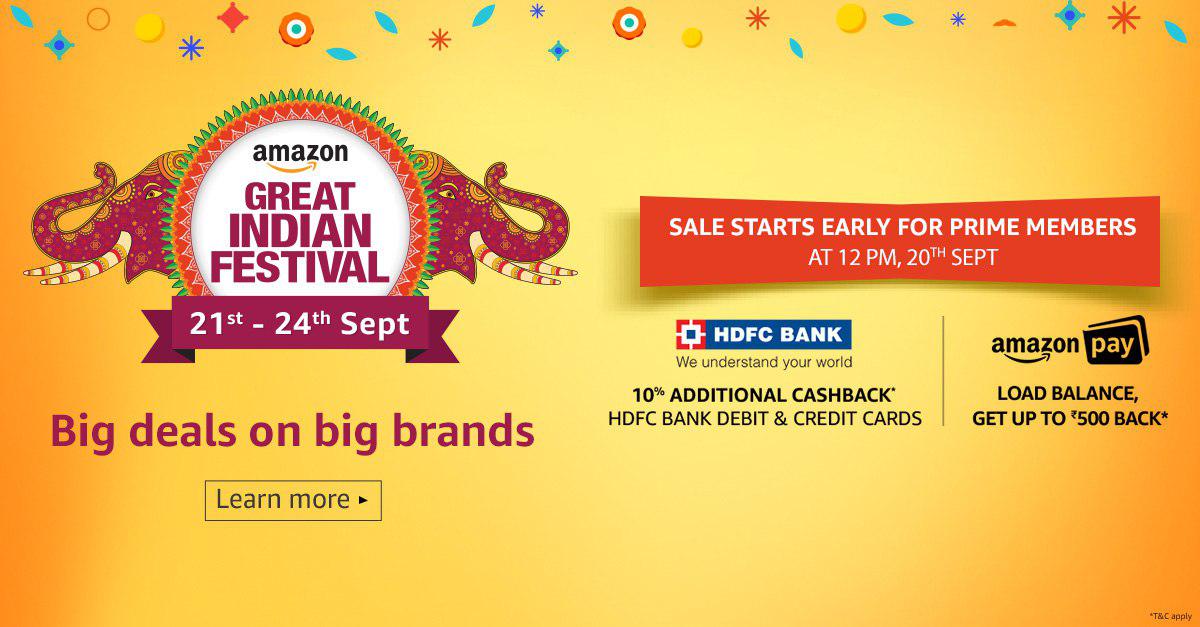 amazon
GREAT
INDIAN
FESTIVAL
21st - 24th Sept
Big deals on big brands
Learn more ▸
SALE STARTS EARLY FOR PRIME MEMBERS
AT 12 PM, 20TH SEPT
HDFC BANK
We understand your world
10% ADDITIONAL CASHBACK*
HDFC BANK DEBIT & CREDIT CARDS
amazon pay
LOAD BALANCE,
GET UP TO ₹500 BACK*
*T&C apply